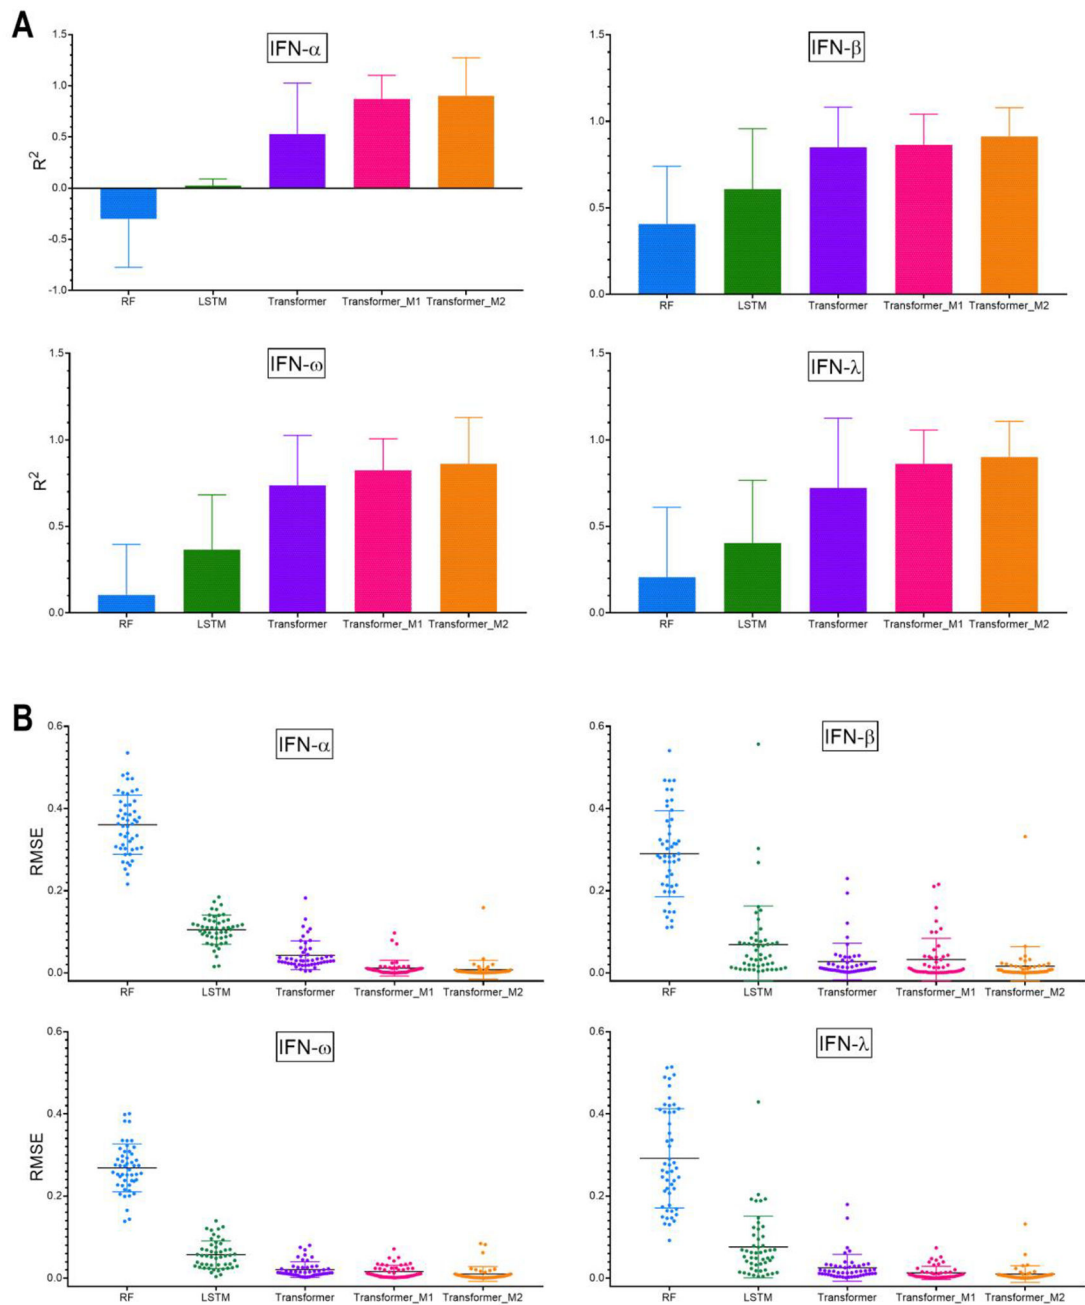 A
IFN-α
R²
1.5
1.0
0.5
0.0
-0.5
-1.0
RF LSTM Transformer Transformer_M1 Transformer_M2
IFN-β
1.5
1.0
0.5
0.0
RF LSTM Transformer Transformer_M1 Transformer_M2
IFN-ω
R²
1.5
1.0
0.5
0.0
RF LSTM Transformer Transformer_M1 Transformer_M2
IFN-λ
1.5
1.0
0.5
0.0
RF LSTM Transformer Transformer_M1 Transformer_M2
B
IFN-α
RMSE
0.6
0.4
0.2
0.0
RF LSTM Transformer Transformer_M1 Transformer_M2
IFN-β
0.6
0.4
0.2
0.0
RF LSTM Transformer Transformer_M1 Transformer_M2
IFN-ω
RMSE
0.6
0.4
0.2
0.0
RF LSTM Transformer Transformer_M1 Transformer_M2
IFN-λ
0.6
0.4
0.2
0.0
RF LSTM Transformer Transformer_M1 Transformer_M2